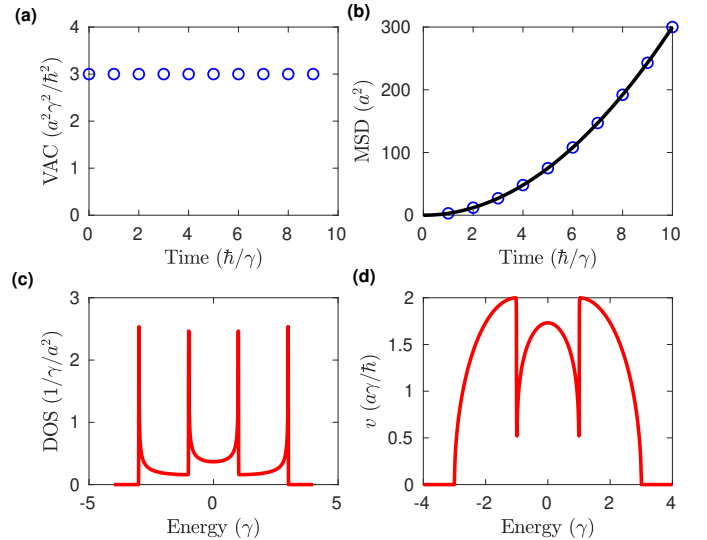 (a)
4
3
2
1
0
0 2 4 6 8 10
VAC (a²γ²/ħ²)
Time (ħ/γ)
(b)
300
200
100
0
0 2 4 6 8 10
MSD (a²)
Time (ħ/γ)
(c)
3
2
1
0
-5 0 5
DOS (1/γ/a²)
Energy (γ)
(d)
2
1.5
1
0.5
0
-4 -2 0 2 4
v (aγ/ħ)
Energy (γ)